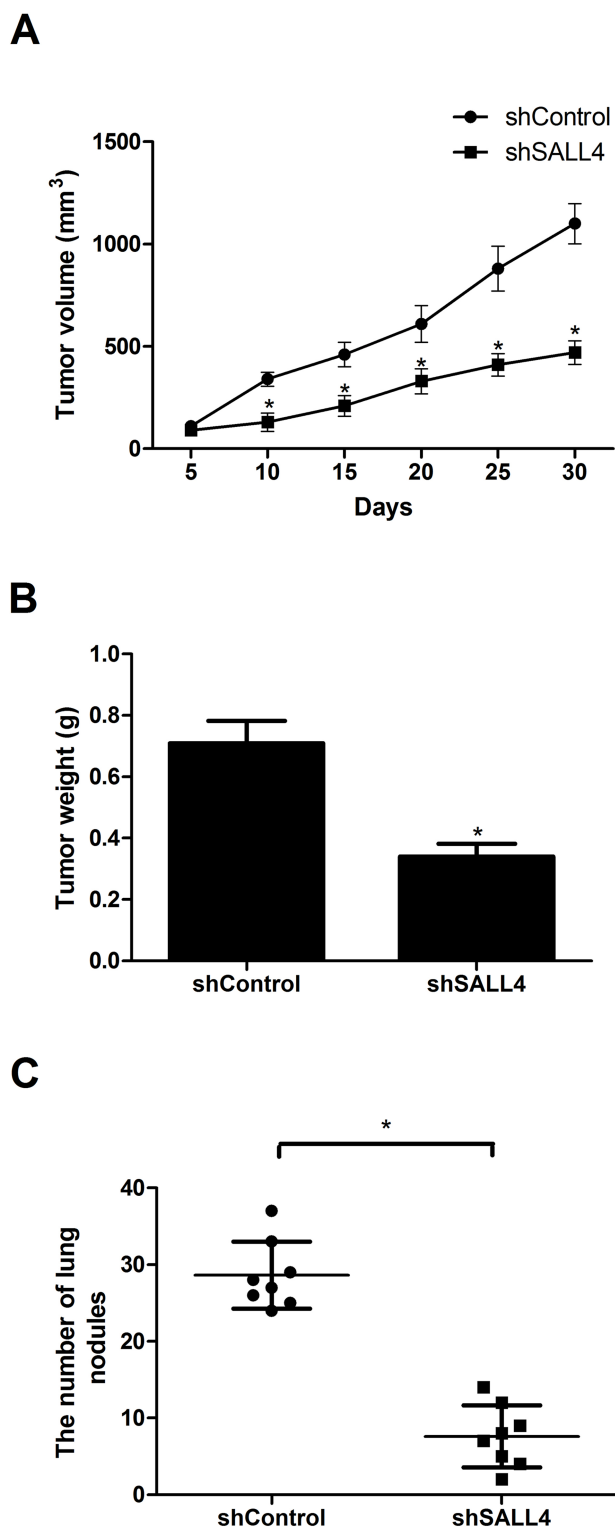 A
shControl
shSALL4
Tumor volume (mm³)
1500
1000
500
0
*
*
*
*
*
5 10 15 20 25 30
Days
B
Tumor weight (g)
1.0
0.8
0.6
0.4
0.2
0.0
*
shControl shSALL4
C
*
The number of lung
nodules
40
30
20
10
0
shControl shSALL4